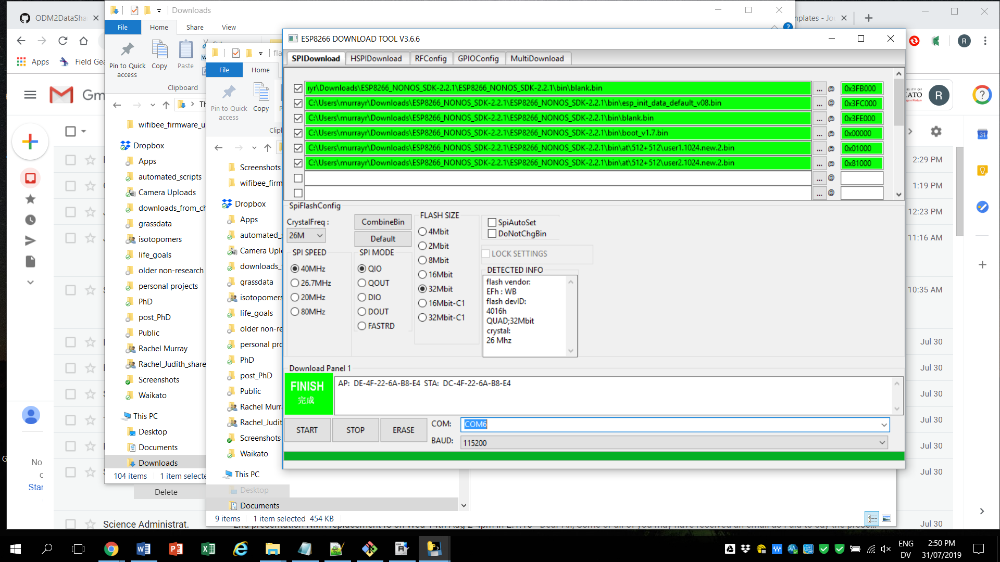 ODM2DataSha
Downloads
nplates - Jo
File
Home
Share
View
Pin to Quick access
Copy
Paste
Clipboard
Apps
Field Gea
R
Gm
ESP8266 DOWNLOAD TOOL V3.6.6
SPIDownload
HSPIDownload
RFConfig
GPIOConfig
MultiDownload
ıyr\Downloads\ESP8266_NONOS_SDK-2.2.1\ESP8266_NONOS_SDK-2.2.1\bin\blank.bin ... @ 0x3FB000
C:\Users\murrayr\Downloads\ESP8266_NONOS_SDK-2.2.1\ESP8266_NONOS_SDK-2.2.1\bin\esp_init_data_default_v08.bin ... @ 0x3FC000
C:\Users\murrayr\Downloads\ESP8266_NONOS_SDK-2.2.1\ESP8266_NONOS_SDK-2.2.1\bin\blank.bin ... @ 0x3FE000
C:\Users\murrayr\Downloads\ESP8266_NONOS_SDK-2.2.1\ESP8266_NONOS_SDK-2.2.1\bin\boot_v1.7.bin ... @ 0x00000
C:\Users\murrayr\Downloads\ESP8266_NONOS_SDK-2.2.1\ESP8266_NONOS_SDK-2.2.1\bin\at\512+512\user1.1024.new.2.bin ... @ 0x01000
C:\Users\murrayr\Downloads\ESP8266_NONOS_SDK-2.2.1\ESP8266_NONOS_SDK-2.2.1\bin\at\512+512\user2.1024.new.2.bin ... @ 0x81000
... @
... @
SpiFlashConfig
CrystalFreq :
26M
CombineBin
Default
SPI SPEED
40MHz
26.7MHz
20MHz
80MHz
SPI MODE
QIO
QOUT
DIO
DOUT
FASTRD
FLASH SIZE
4Mbit
2Mbit
8Mbit
16Mbit
32Mbit
16Mbit-C1
32Mbit-C1
SpiAutoSet
DoNotChgBin
LOCK SETTINGS
DETECTED INFO
flash vendor:
EFh : WB
flash devID:
4016h
QUAD;32Mbit
crystal:
26 Mhz
Download Panel 1
FINISH
完成
AP: DE-4F-22-6A-B8-E4 STA: DC-4F-22-6A-B8-E4
START
STOP
ERASE
COM:
COM6
BAUD:
115200
wifibee_firmware_u
Dropbox
Apps
automated_scripts
Camera Uploads
downloads_from_ch
grassdata
isotopomers
life_goals
older non-research
personal projects
PhD
post_PhD
Public
Rachel Murray
Rachel_Judith_share
Screenshots
Waikato
This PC
Desktop
Documents
Downloads
104 items
1 item selecte
Delete
fla
File
Home
Pin to Quick access
Copy
P
Clipb
Screenshots
wifibee_firm
Dropbox
Apps
automated_s
Camera Uplo
downloads_
grassdata
isotopomers
life_goals
older non-re
personal pro
PhD
post_PhD
Public
Rachel Murra
Rachel_Judit
Screenshots
Waikato
This PC
Desktop
Documents
9 items
1 item selected 454 KB
R
2:29 PM
1:19 PM
12:23 PM
11:16 AM
10:35 AM
Jul 30
Jul 30
Jul 30
Jul 30
Jul 30
Jul 30
Jul 30
31
No
Star
Science Administrat.
ENG
DV
2:50 PM
31/07/2019